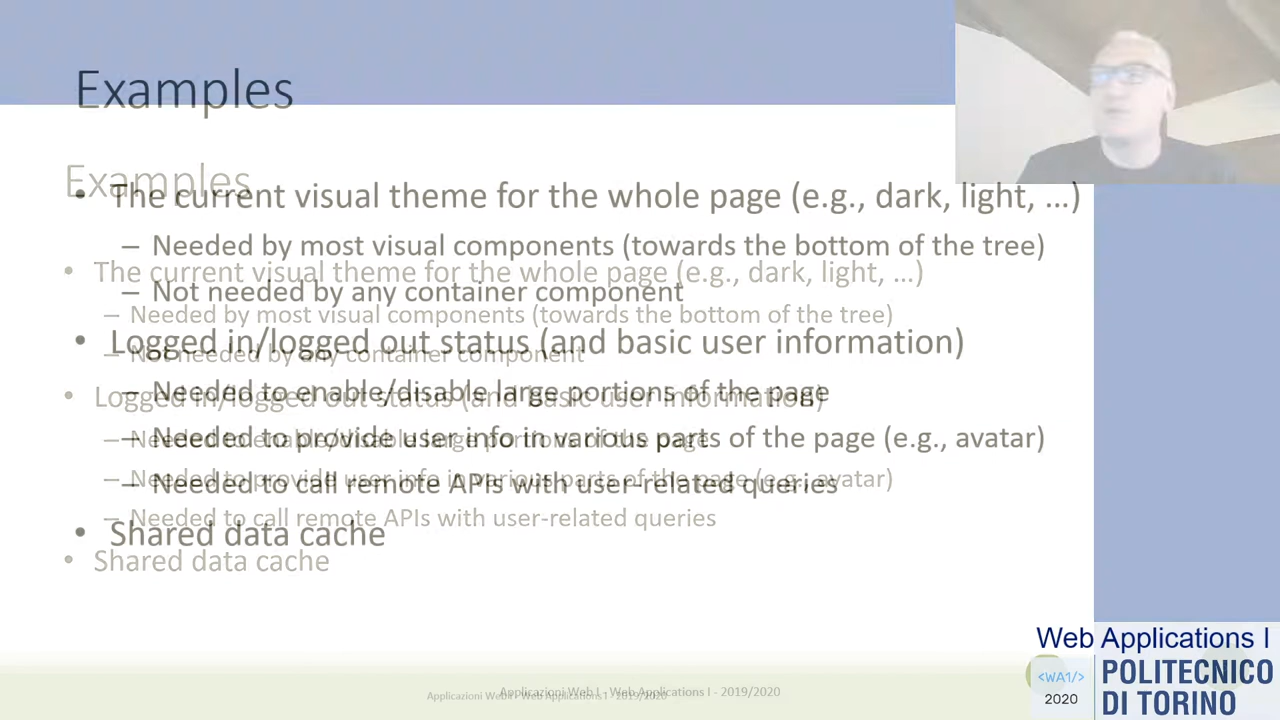 Examples
• The current visual theme for the whole page (e.g., dark, light, …)
– Needed by most visual components (towards the bottom of the tree)
– Not needed by any container component
• Logged in/logged out status (and basic user information)
– Needed to enable/disable large portions of the page
– Needed to provide user info in various parts of the page (e.g., avatar)
– Needed to call remote APIs with user-related queries
• Shared data cache
Examples
• The current visual theme for the whole page (e.g., dark, light, …)
– Needed by most visual components (towards the bottom of the tree)
– Not needed by any container component
• Logged in/logged out status (and basic user information)
– Needed to enable/disable large portions of the page
– Needed to provide user info in various parts of the page (e.g., avatar)
– Needed to call remote APIs with user-related queries
• Shared data cache
Applicazioni Web I - Web Applications I - 2019/2020
Applicazioni Web I - Web Applications I - 2019/2020
Web Applications I
<WA1/>
2020
POLITECNICO
DI TORINO